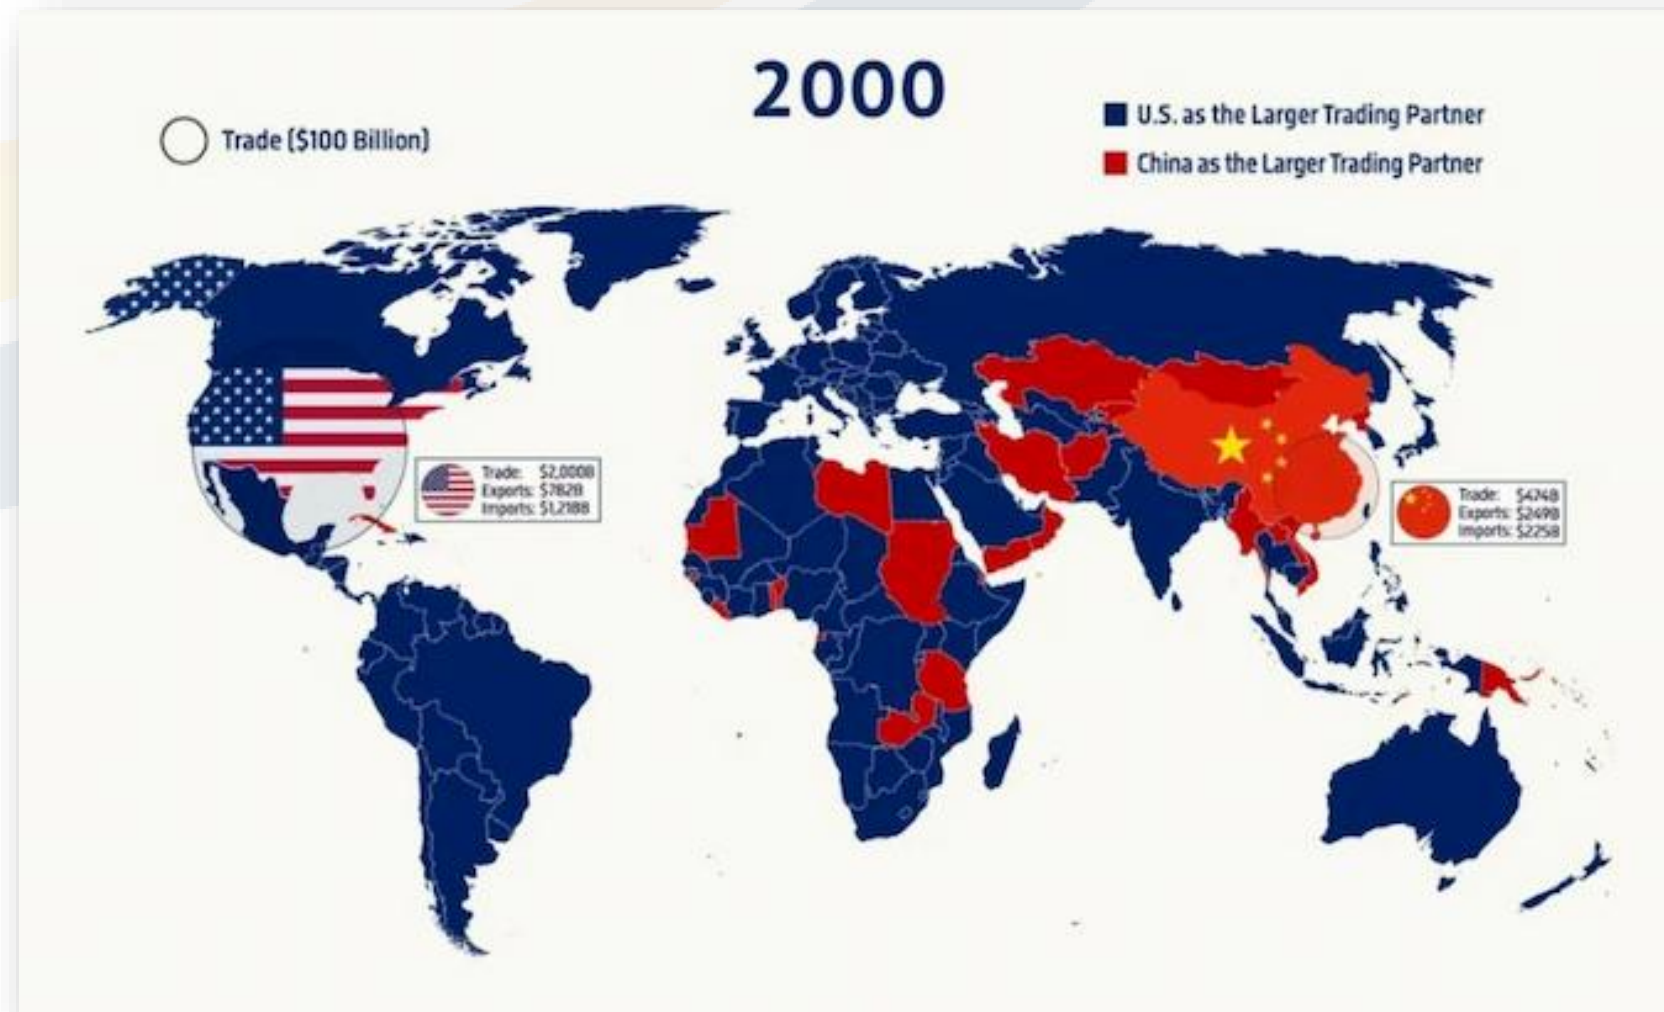 2000
Trade ($100 Billion)
U.S. as the Larger Trading Partner
China as the Larger Trading Partner
Trade: $2,000B
Exports: $782B
Imports: $1,218B
Trade: $474B
Exports: $249B
Imports: $225B